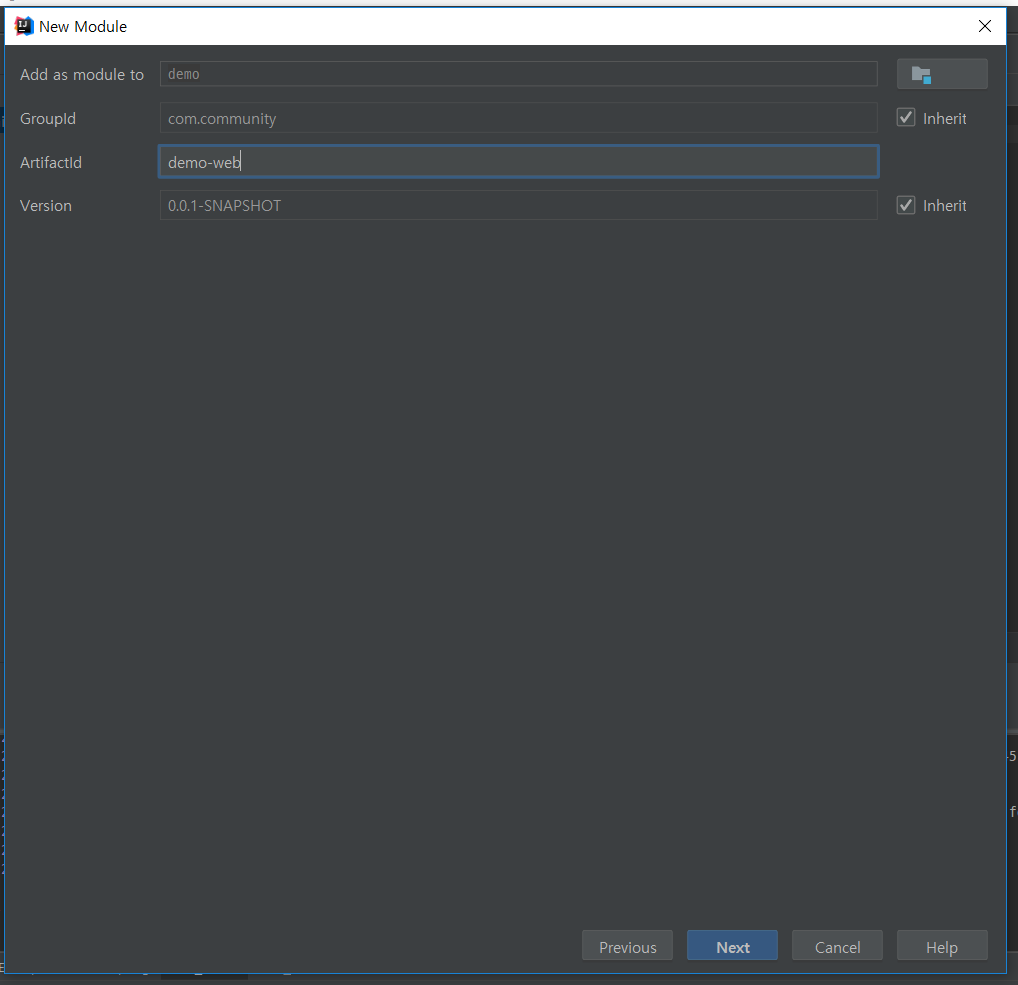 New Module
Add as module to demo
GroupId com.community Inherit
ArtifactId demo-web
Version 0.0.1-SNAPSHOT Inherit
Previous Next Cancel Help